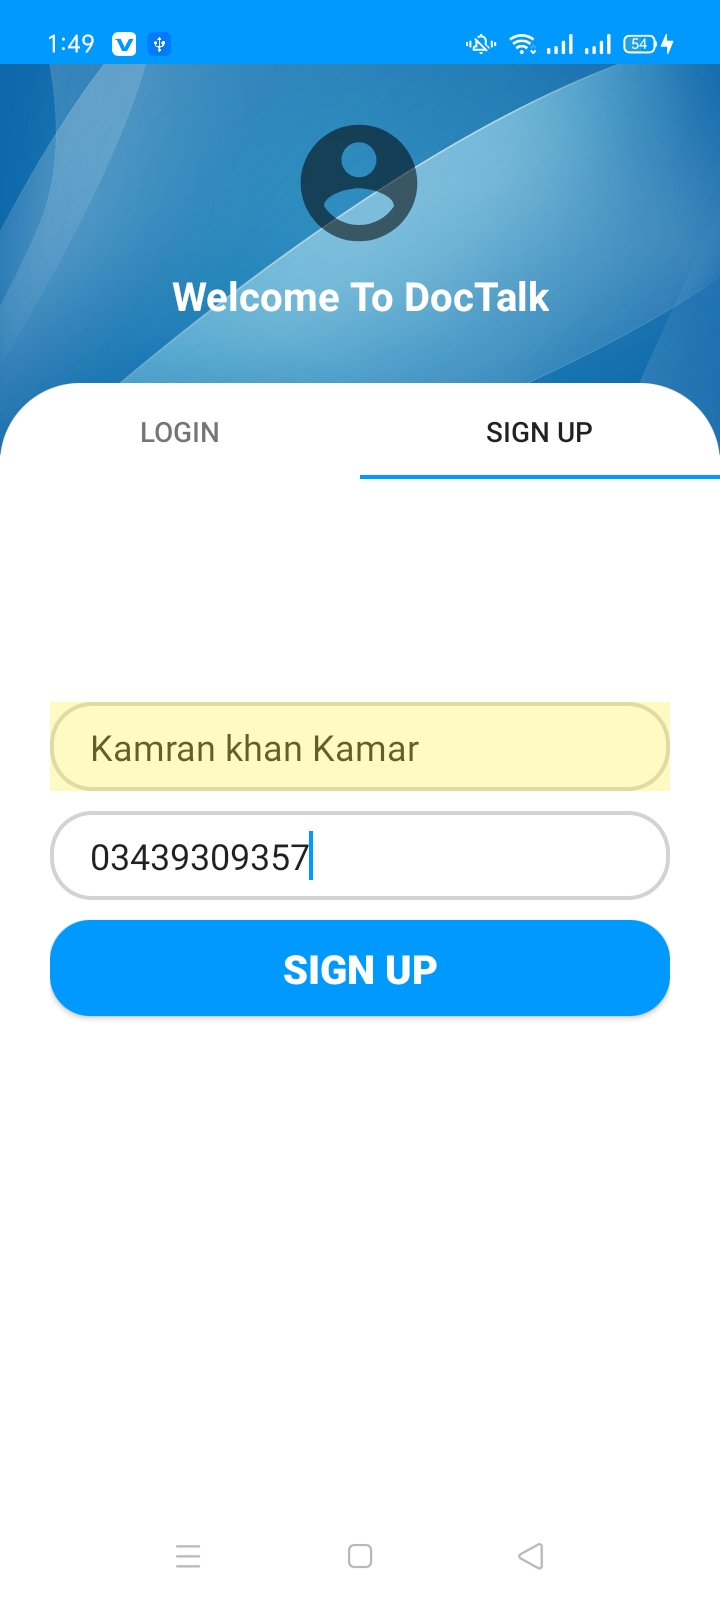 1:49
54
Welcome To DocTalk
LOGIN
SIGN UP
Kamran khan Kamar
03439309357
SIGN UP